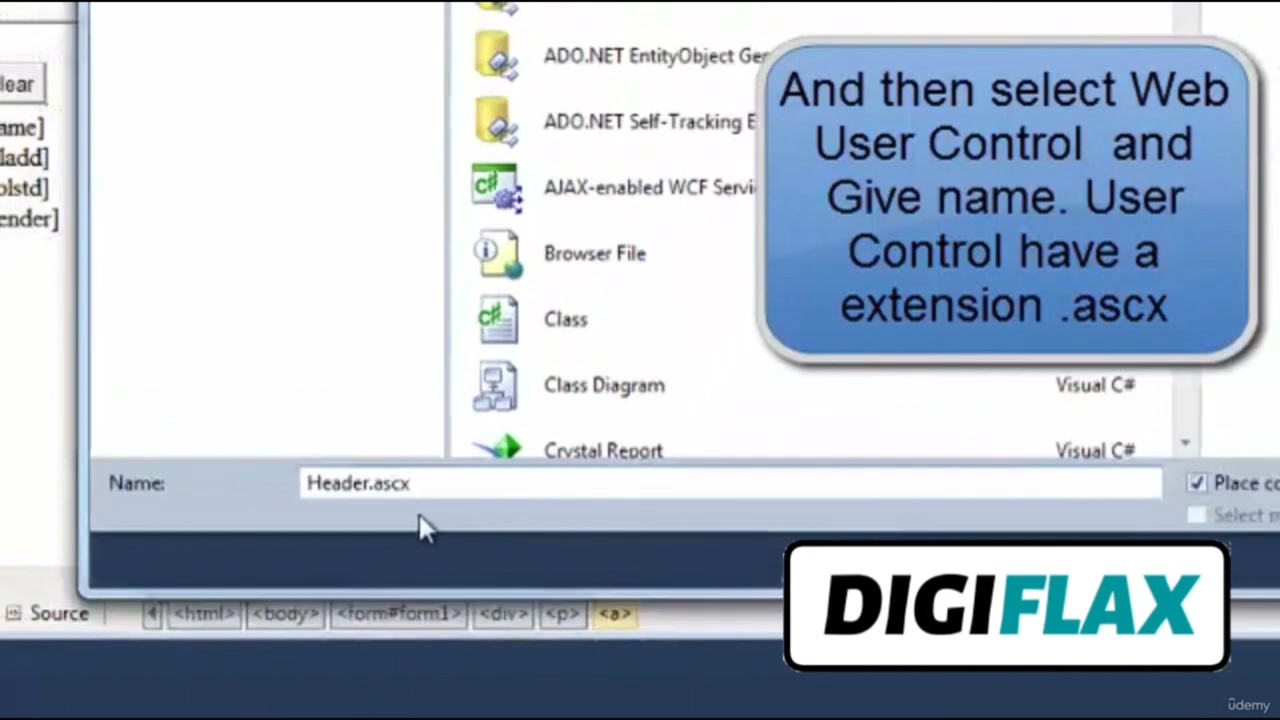 ADO.NET EntityObject Ge
ADO.NET Self-Tracking E
AJAX-enabled WCF Servi
Browser File
Class
Class Diagram
Visual C#
Crystal Report
Visual C#
And then select Web
User Control and
Give name. User
Control have a
extension .ascx
lear
ame]
ladd]
olstd]
ender]
Name:
Header.ascx
Place co
Select m
Source
<html>
<body>
<form#form1>
<div>
<p>
<a>
DIGIFLAX
ûdemy